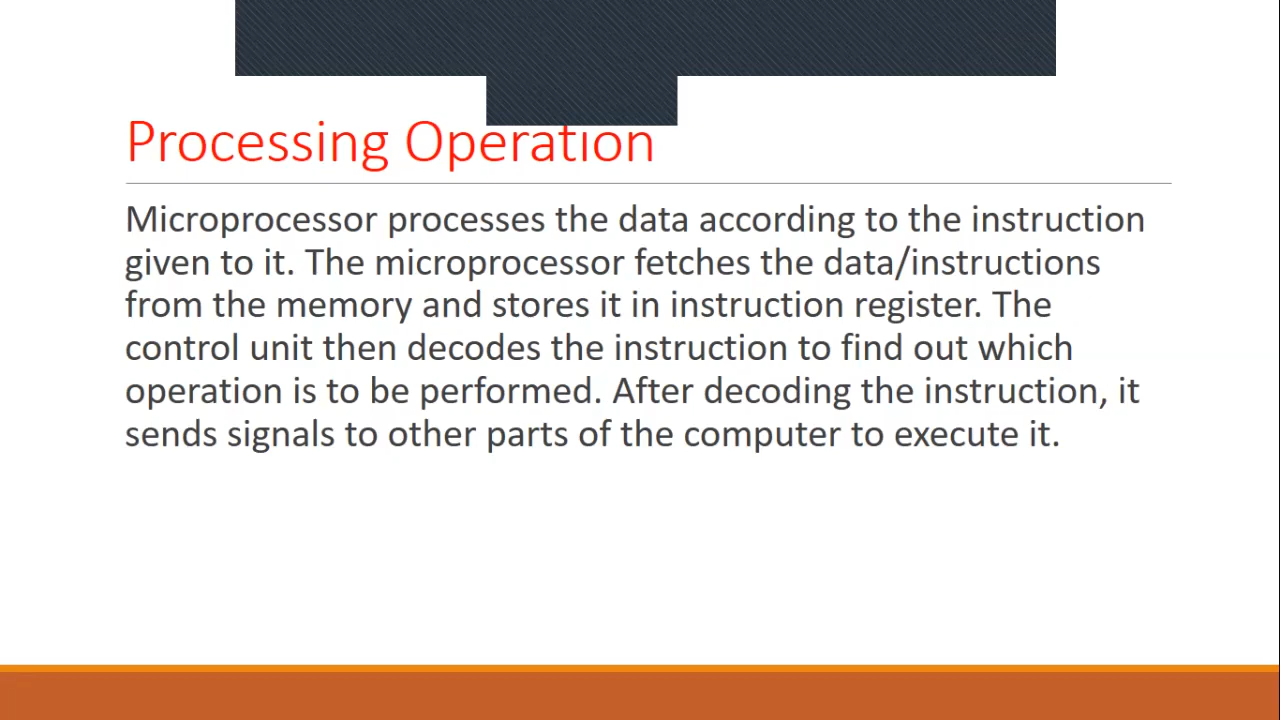 Processing Operation
Microprocessor processes the data according to the instruction
given to it. The microprocessor fetches the data/instructions
from the memory and stores it in instruction register. The
control unit then decodes the instruction to find out which
operation is to be performed. After decoding the instruction, it
sends signals to other parts of the computer to execute it.